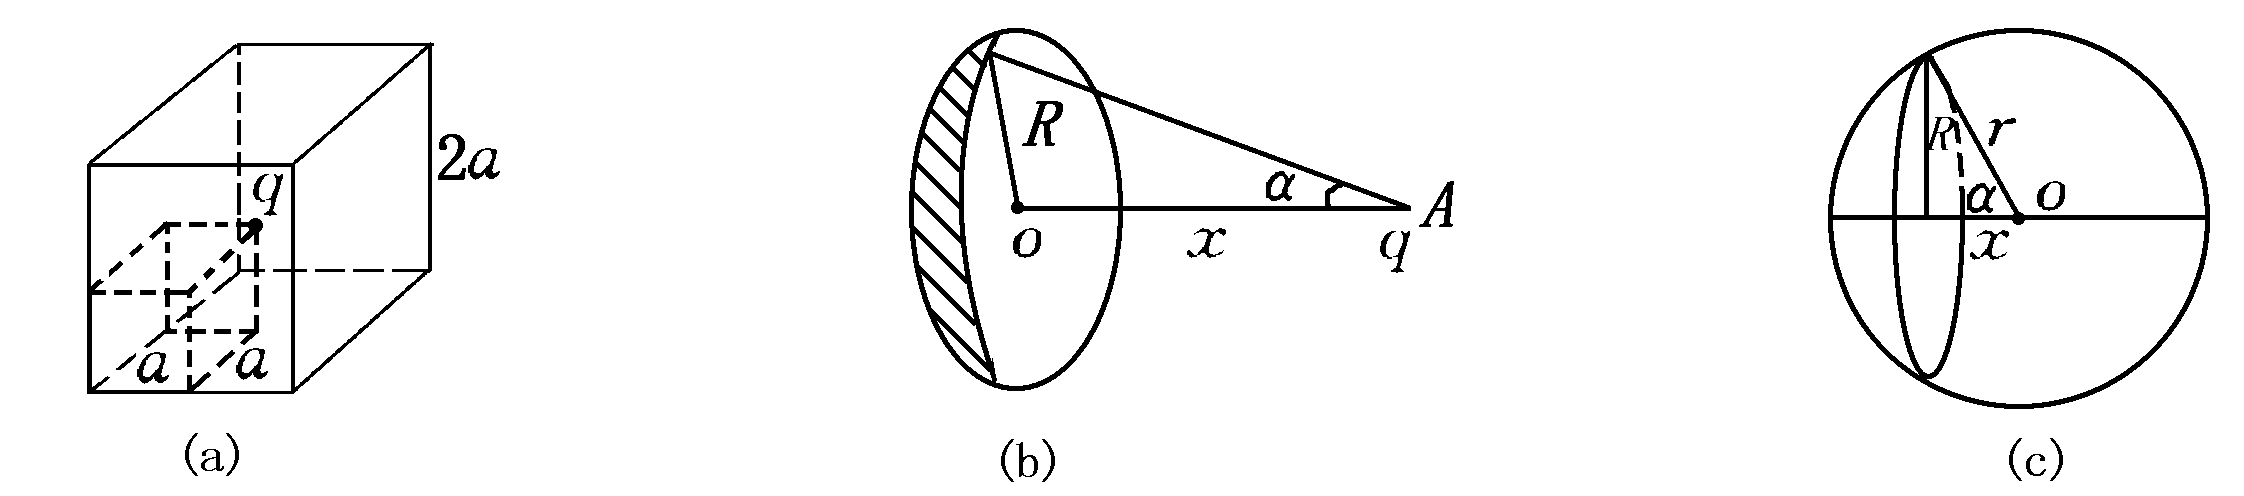 q
2a
a a
(a)
R
α
A
o
x
q
(b)
R
r
α
o
x
(c)